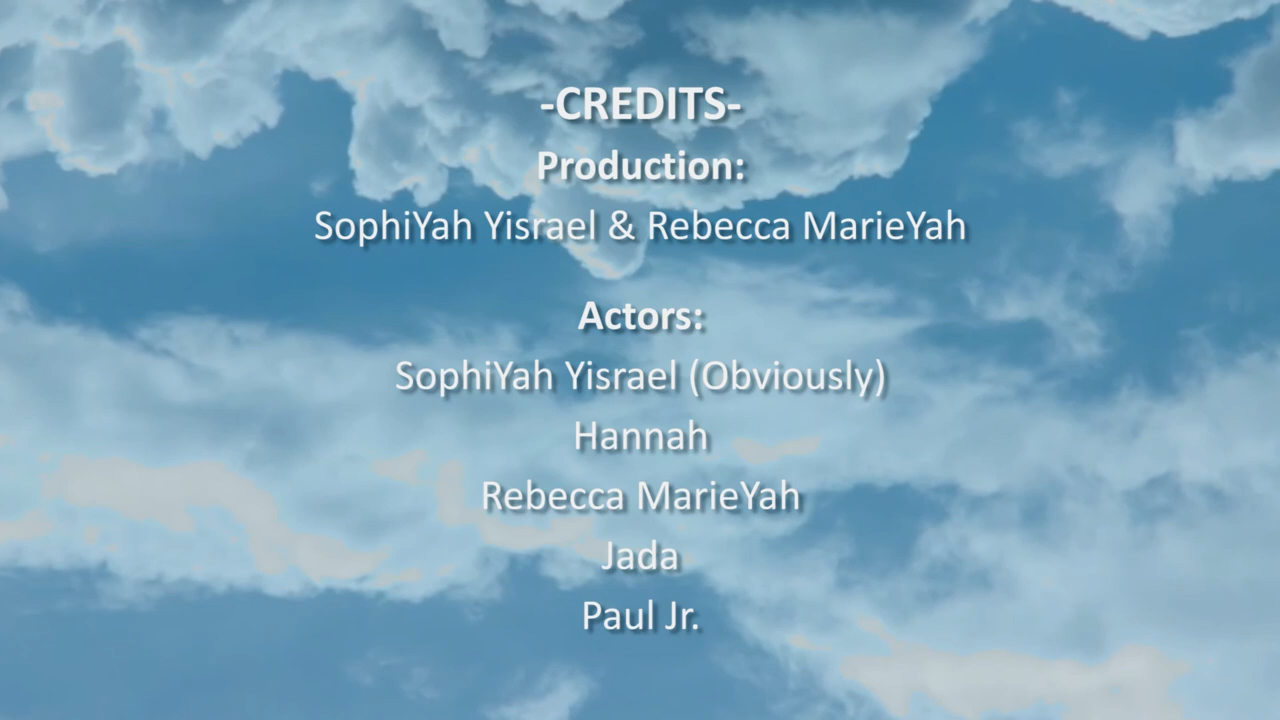 -CREDITS-
Production:
SophiYah Yisrael & Rebecca MarieYah
Actors:
SophiYah Yisrael (Obviously)
Hannah
Rebecca MarieYah
Jada
Paul Jr.